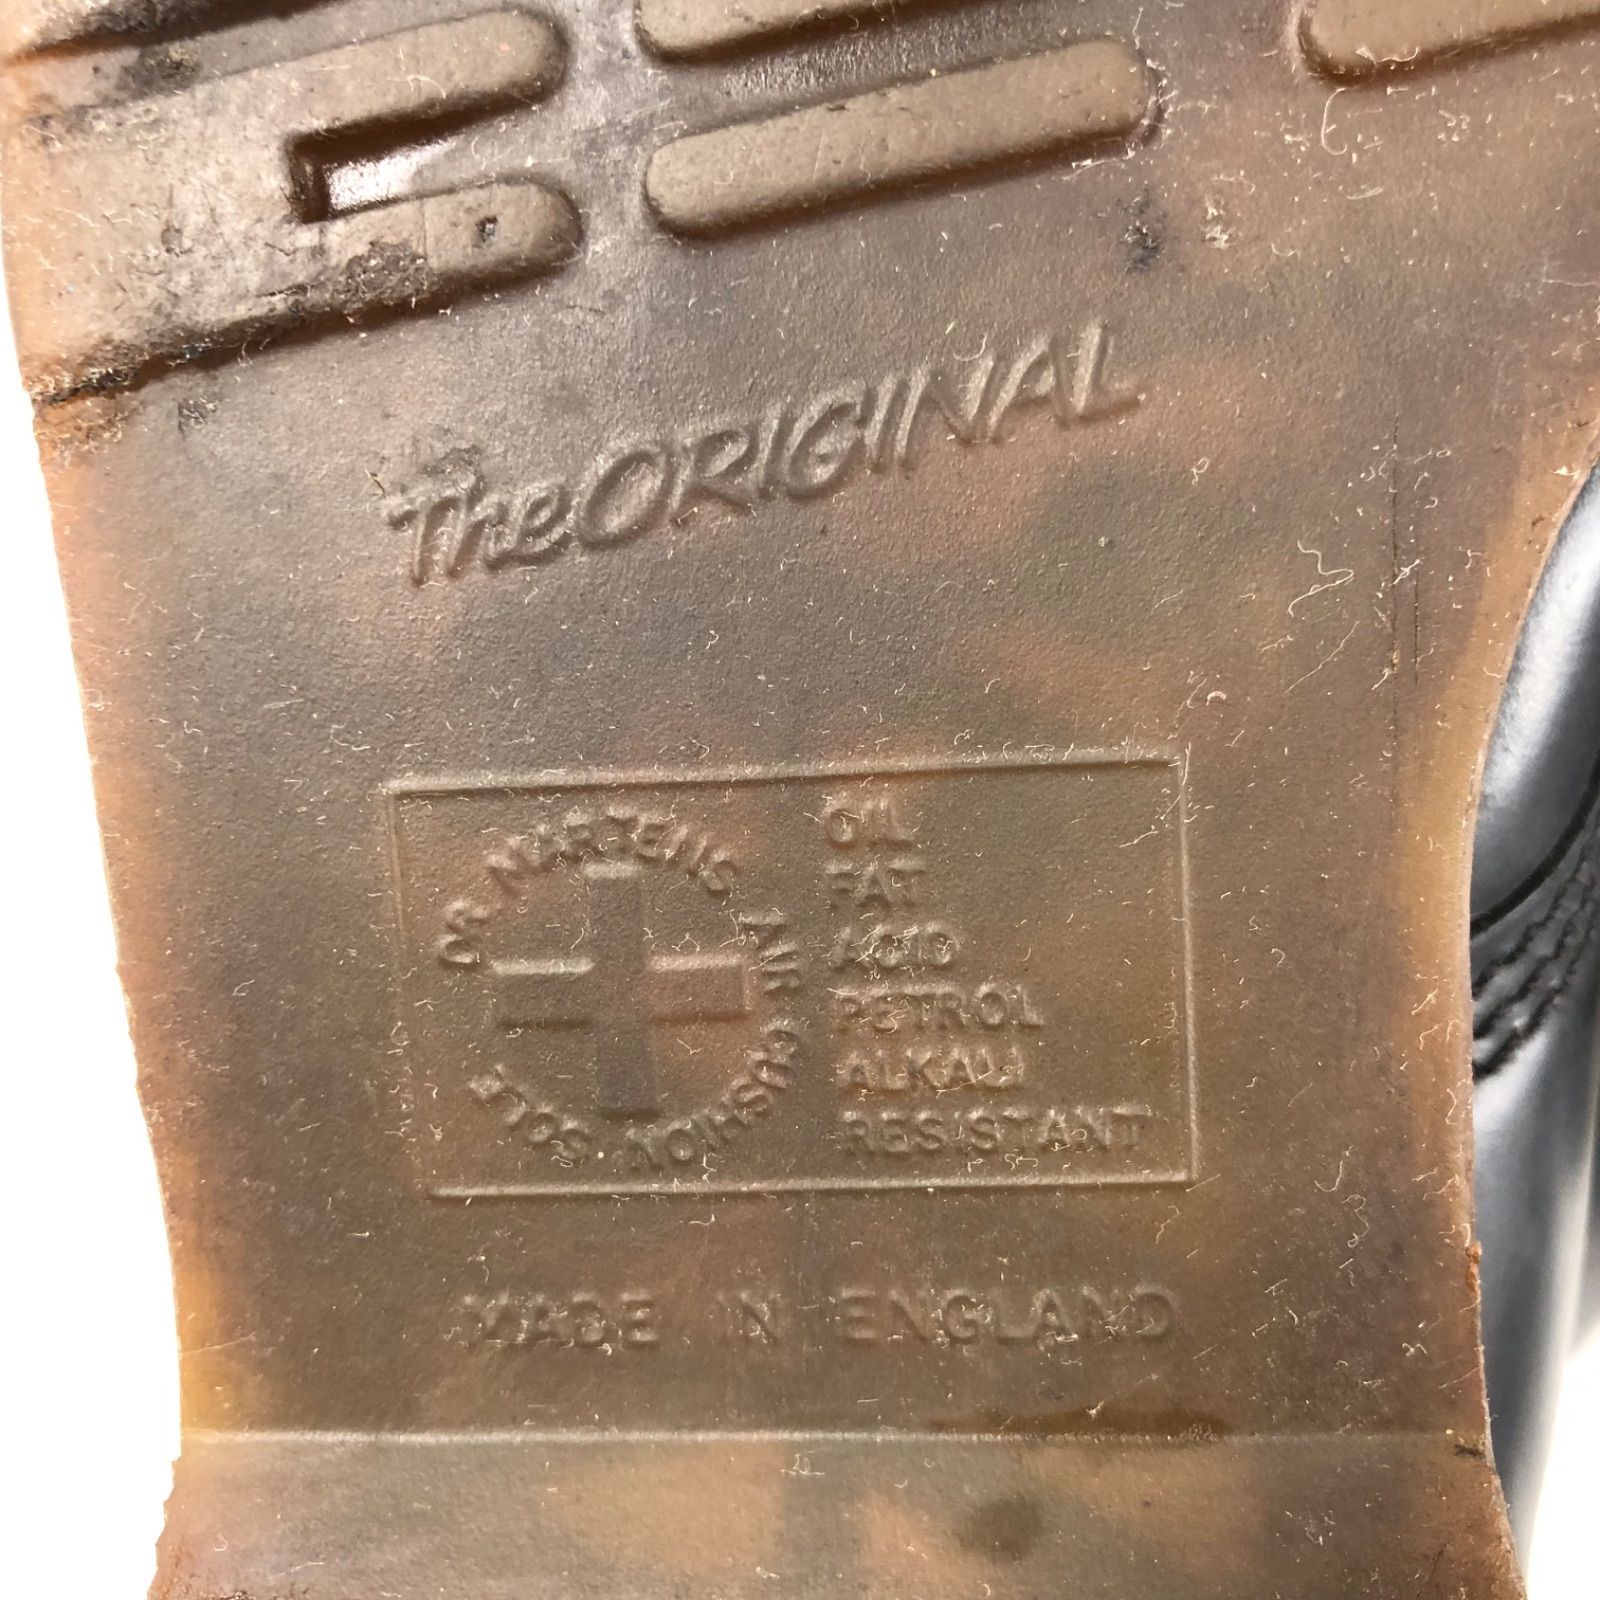 The ORIGINAL
DR. MARTENS AIR CUSHION SOLE
OIL
FAT
ACID
PETROL
ALKALI
RESISTANT
MADE IN ENGLAND